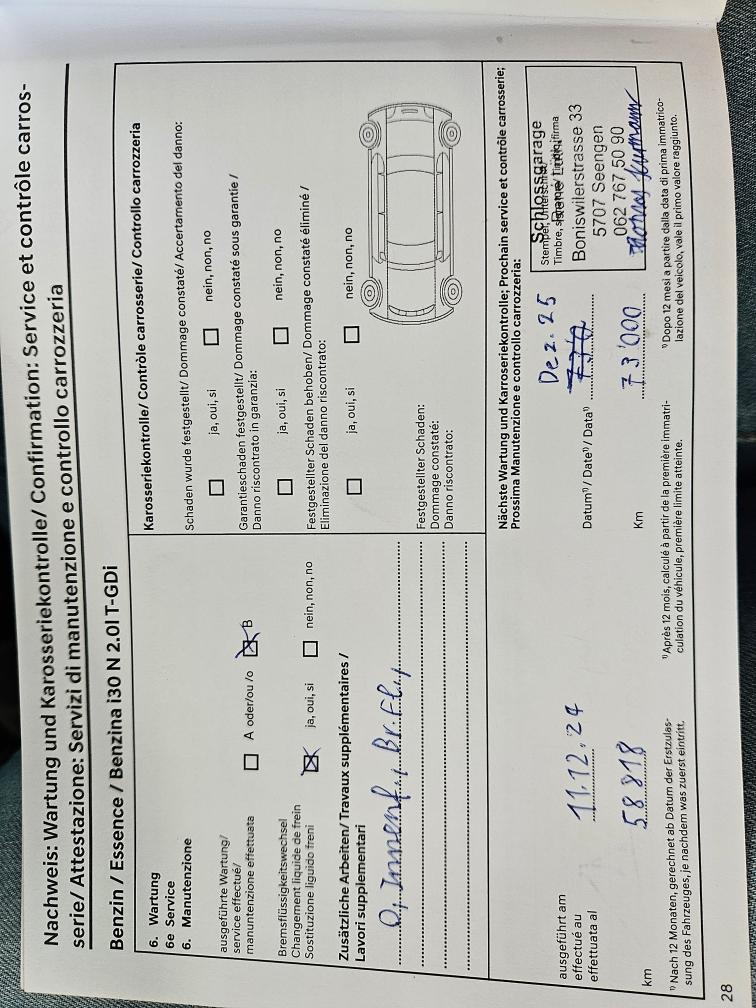 Nachweis: Wartung und Karosseriekontrolle/ Confirmation: Service et contrôle carros-
serie/ Attestazione: Servizi di manutenzione e controllo carrozzeria
Benzin / Essence / Benzina i30 N 2.0l T-GDi
6. Wartung
6e Service
6. Manutenzione
ausgeführte Wartung/
service effectué/
manuntenzione effettuata
A oder/ou /o
B
Bremsflüssigkeitswechsel
Changement liquide de frein
Sostituzione liguido freni
ja, oui, si
nein, non, no
Zusätzliche Arbeiten/ Travaux supplémentaires /
Lavori supplementari
Ö, Innenf., Br.Fl.,
Karosseriekontrolle/ Contrôle carrosserie/ Controllo carrozzeria
Schaden wurde festgestellt/ Dommage constaté/ Accertamento del danno:
ja, oui, si
nein, non, no
Garantieschaden festgestellt/ Dommage constaté sous garantie /
Danno riscontrato in garanzia:
ja, oui, si
nein, non, no
Festgestellter Schaden behoben/ Dommage constaté éliminé /
Eliminazione del danno riscontrato:
ja, oui, si
nein, non, no
Festgestellter Schaden:
Dommage constaté:
Danno riscontrato:
ausgeführt am
effectué au
effettuata al
11.12.24
km
58818
Nächste Wartung und Karosseriekontrolle; Prochain service et contrôle carrosserie;
Prossima Manutenzione e controllo carrozzeria:
Dez. 25
Datum¹⁾ / Date¹⁾ / Data¹⁾
Km
73'000
Schlossgarage
Boniswilerstrasse 33
5707 Seengen
062 767 50 90
¹⁾ Nach 12 Monaten, gerechnet ab Datum der Erstzulas-
sung des Fahrzeuges, je nachdem was zuerst eintritt.
¹⁾ Après 12 mois, calculé à partir de la première immatri-
culation du véhicule, première limite atteinte.
¹⁾ Dopo 12 mesi a partire dalla data di prima immatrico-
lazione del veicolo, vale il primo valore raggiunto.
28